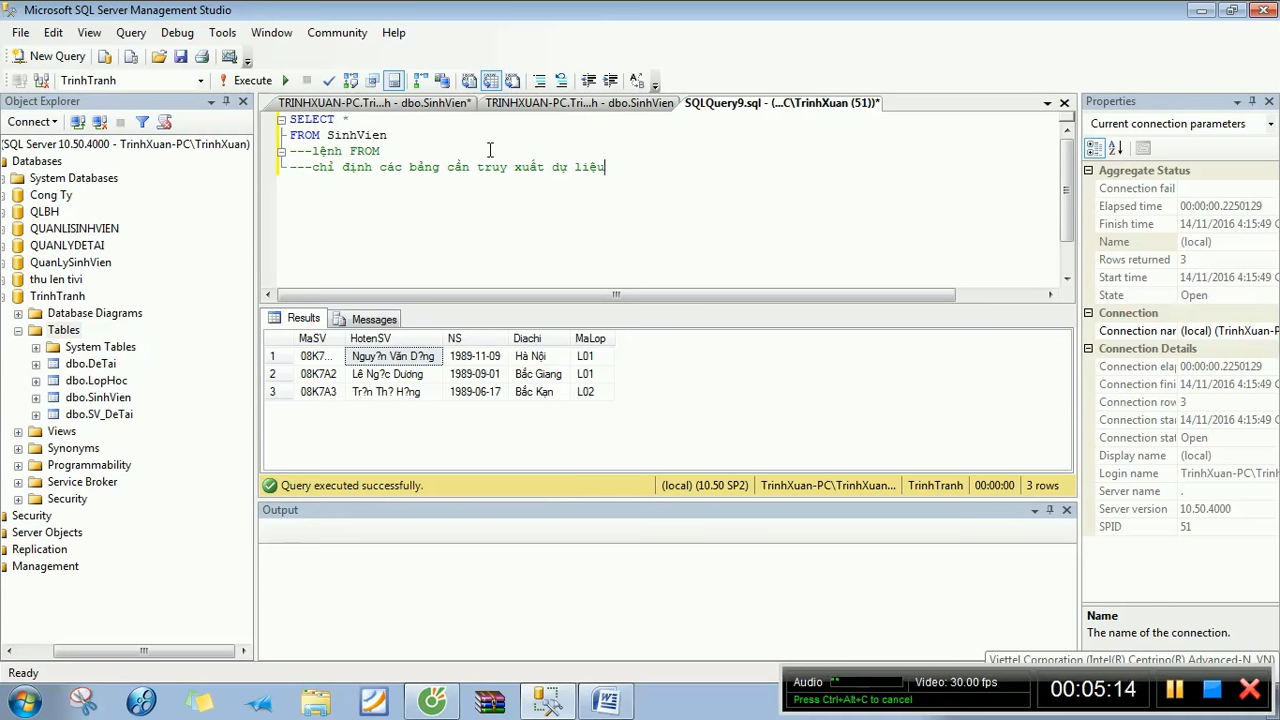 Microsoft SQL Server Management Studio
File Edit View Query Debug Tools Window Community Help
New Query
TrinhTranh Execute
Object Explorer
Connect
(SQL Server 10.50.4000 - TrinhXuan-PC\TrinhXuan)
Databases
System Databases
Cong Ty
QLBH
QUANLISINHVIEN
QUANLYDETAI
QuanLySinhVien
thu len tivi
TrinhTranh
Database Diagrams
Tables
System Tables
dbo.DeTai
dbo.LopHoc
dbo.SinhVien
dbo.SV_DeTai
Views
Synonyms
Programmability
Service Broker
Security
Security
Server Objects
Replication
Management
TRINHXUAN-PC.Tri...h - dbo.SinhVien* TRINHXUAN-PC.Tri...h - dbo.SinhVien SQLQuery9.sql - (...C\TrinhXuan (51))*
SELECT *
FROM SinhVien
---lệnh FROM
---chỉ định các bảng cần truy xuất dự liệu
Results Messages
MaSV HotenSV NS Diachi MaLop
1 08K7... Nguy?n Văn D?ng 1989-11-09 Hà Nội L01
2 08K7A2 Lê Ng?c Dương 1989-09-01 Bắc Giang L01
3 08K7A3 Tr?n Th? H?ng 1989-06-17 Bắc Kạn L02
Query executed successfully. (local) (10.50 SP2) TrinhXuan-PC\TrinhXuan... TrinhTranh 00:00:00 3 rows
Output
Properties
Current connection parameters
Aggregate Status
Connection fail
Elapsed time 00:00:00.2250129
Finish time 14/11/2016 4:15:49
Name (local)
Rows returned 3
Start time 14/11/2016 4:15:49
State Open
Connection
Connection nar (local) (TrinhX
Connection Details
Connection ela 00:00:00.2250129
Connection fini 14/11/2016 4:15:49
Connection row 3
Connection star 14/11/2016 4:15:49
Connection stat Open
Display name (local)
Login name TrinhXuan-PC\T
Server name .
Server version 10.50.4000
SPID 51
Name
The name of the connection.
Ready
Viettel Corporation (Intel(R) Centrino(R) Advanced-N, VN)
Audio Video: 30.00 fps
Press Ctrl+Alt+C to cancel
00:05:14